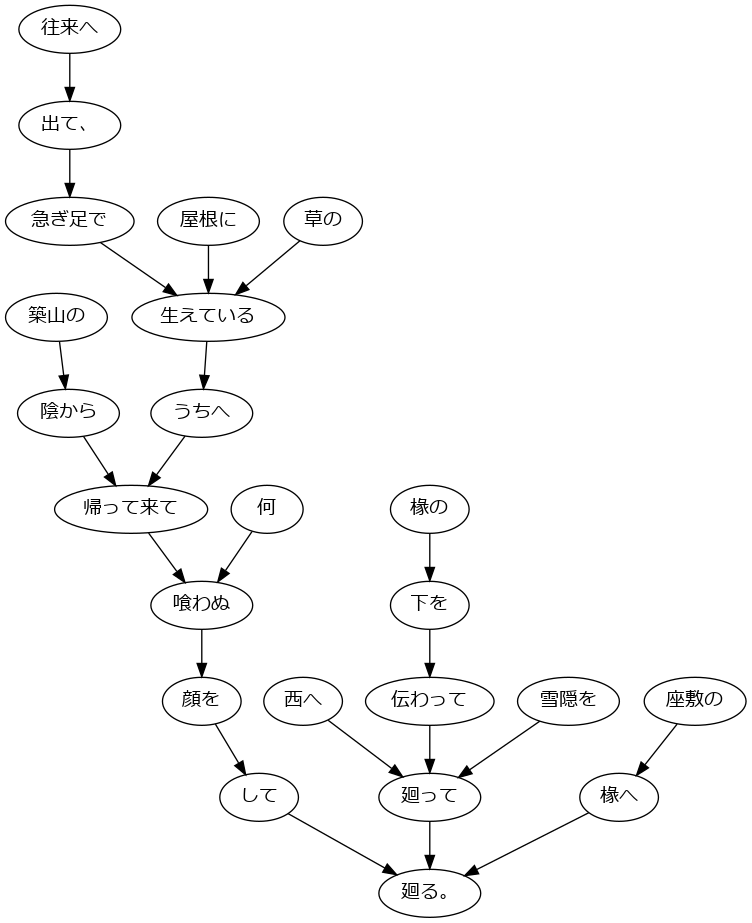 往来へ
出て、
急ぎ足で
屋根に
草の
築山の
生えている
陰から
うちへ
帰って来て
何
椽の
喰わぬ
下を
顔を
西へ
伝わって
雪隠を
座敷の
して
廻って
椽へ
廻る。